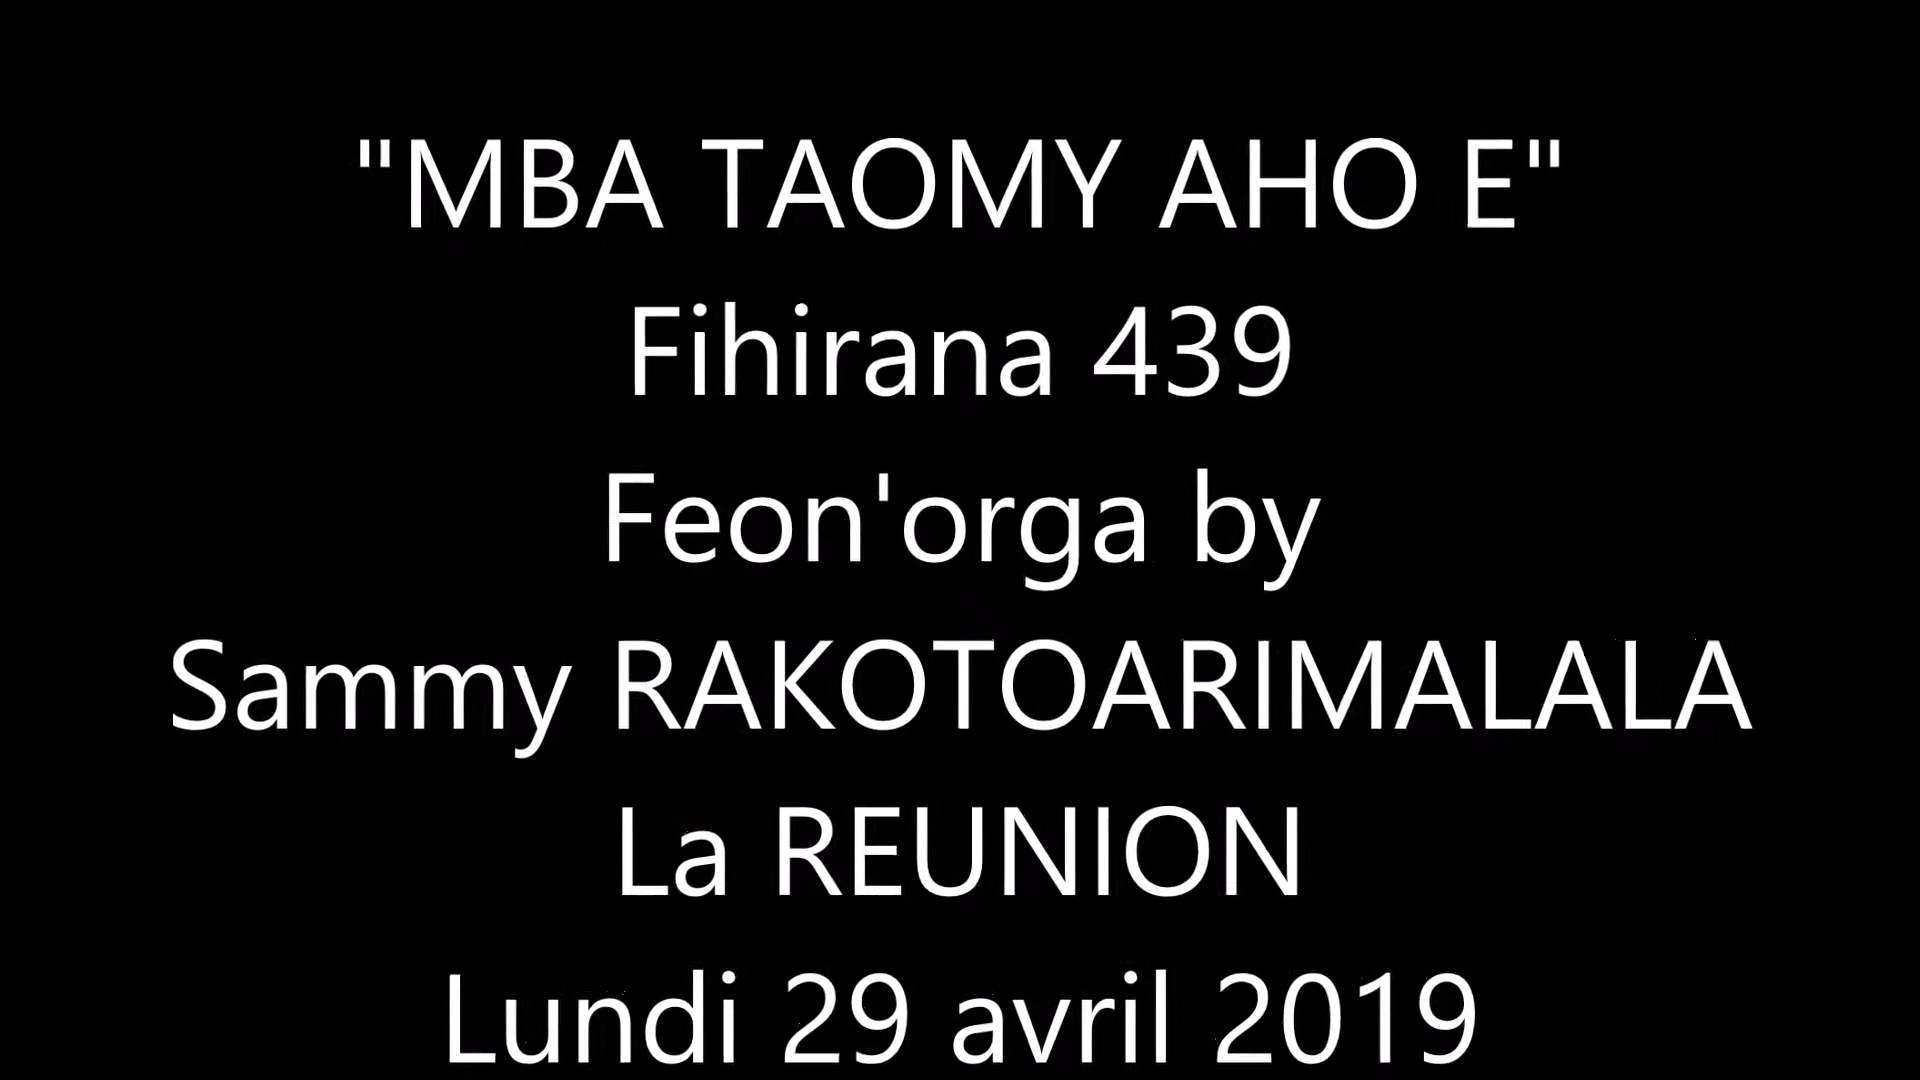 "MBA TAOMY AHO E"
Fihirana 439
Feon'orga by
Sammy RAKOTOARIMALALA
La REUNION
Lundi 29 avril 2019